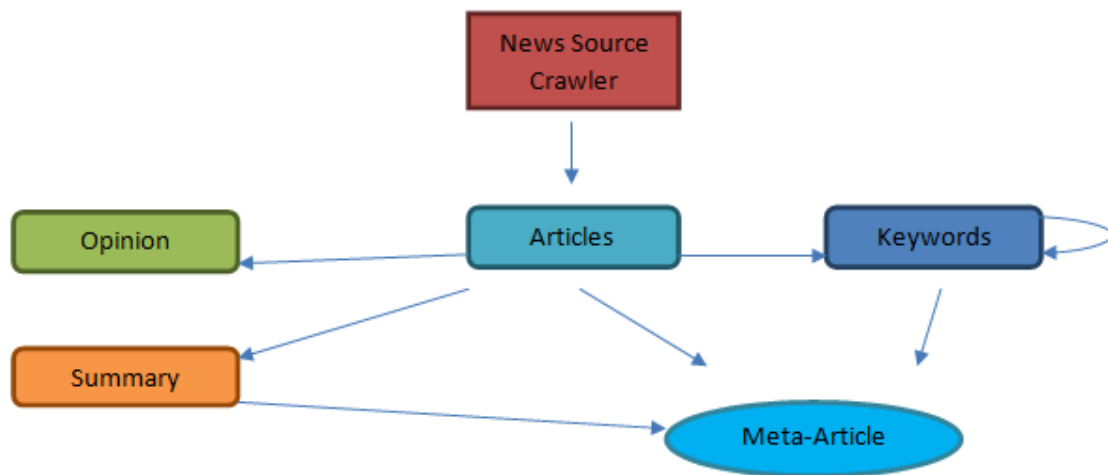 News Source
Crawler
Opinion
Articles
Keywords
Summary
Meta-Article